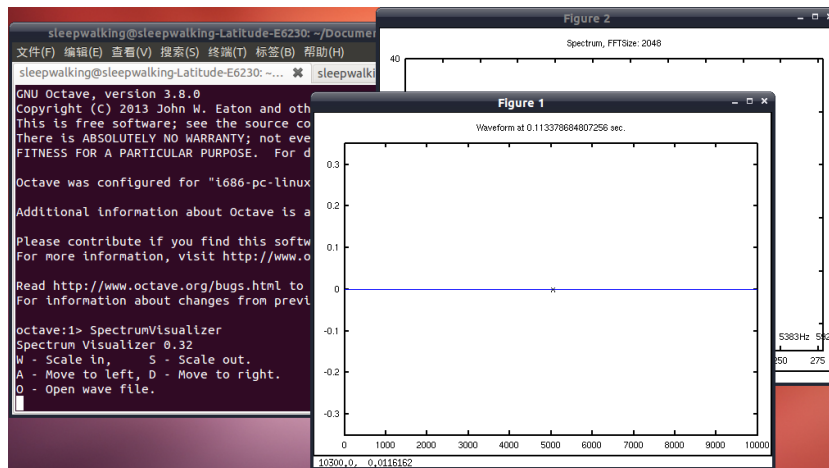 sleepwalking@sleepwalking-Latitude-E6230: ~/Documen
文件(F) 编辑(E) 查看(V) 搜索(S) 终端(T) 标签(B) 帮助(H)
sleepwalking@sleepwalking-Latitude-E6230: ~... ✖ sleepwalki
GNU Octave, version 3.8.0
Copyright (C) 2013 John W. Eaton and oth
This is free software; see the source co
There is ABSOLUTELY NO WARRANTY; not eve
FITNESS FOR A PARTICULAR PURPOSE. For d
Octave was configured for "i686-pc-linux
Additional information about Octave is a
Please contribute if you find this softw
For more information, visit http://www.o
Read http://www.octave.org/bugs.html to
For information about changes from previ
octave:1> SpectrumVisualizer
Spectrum Visualizer 0.32
W - Scale in, S - Scale out.
A - Move to left, D - Move to right.
O - Open wave file.
Figure 2
Spectrum, FFTSize: 2048
40
5383Hz 592
250 275
Figure 1
Waveform at 0.113378684807256 sec.
0.3
0.2
0.1
0
-0.1
-0.2
-0.3
0 1000 2000 3000 4000 5000 6000 7000 8000 9000 10000
10300,0, 0,0116162